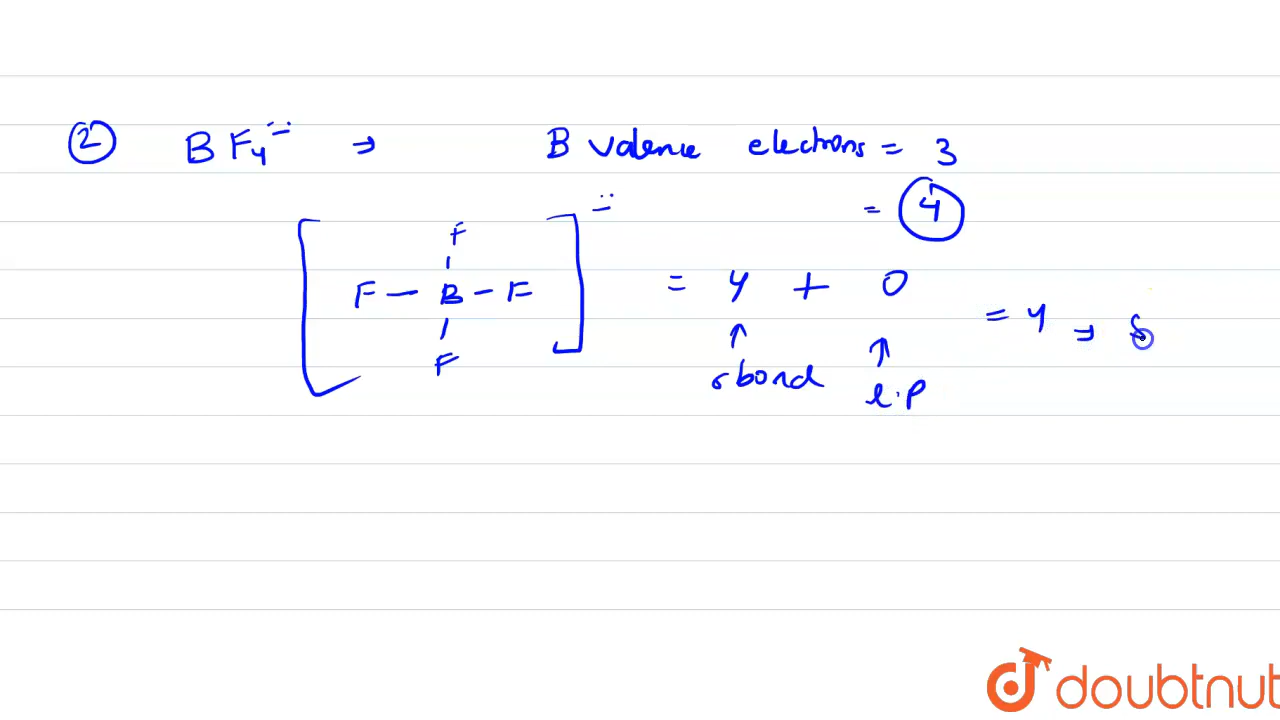 ② BF₄⁻ ⇒ B valence electrons = 3
= 4
[F - B - F, F, F]⁻ = 4 + 0 = 4 ⇒ s
σ bond l.p
doubtnut